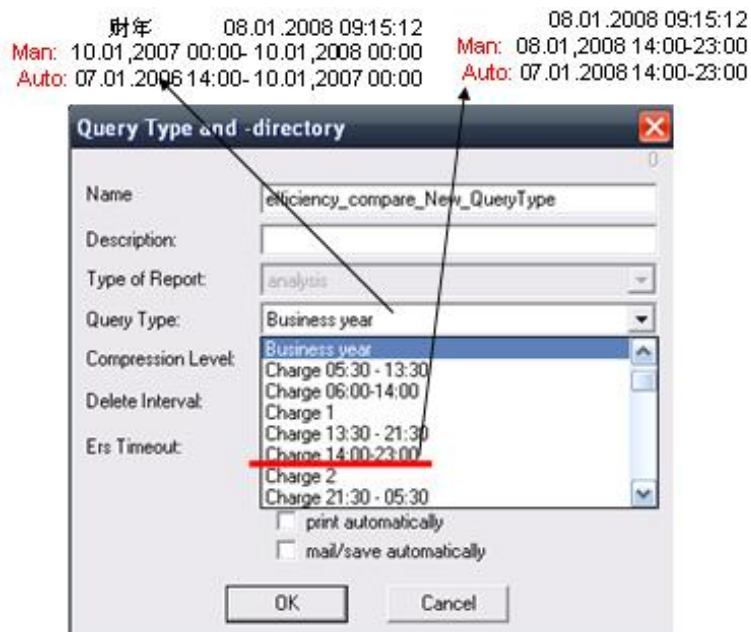 财年 08.01.2008 09:15:12
Man: 10.01,2007 00:00-10.01,2008 00:00
Auto: 07.01.2006 14:00-10.01,2007 00:00
08.01.2008 09:15:12
Man: 08.01,2008 14:00-23:00
Auto: 07.01.2008 14:00-23:00
Query Type and -directory
0
Name efficiency_compare_New_QueryType
Description:
Type of Report: analysis
Query Type: Business year
Compression Level:
Delete Interval:
Ers Timeout:
Business year
Charge 05:30 - 13:30
Charge 06:00-14:00
Charge 1
Charge 13:30 - 21:30
Charge 14:00-23:00
Charge 2
Charge 21:30 - 05:30
print automatically
mail/save automatically
OK Cancel